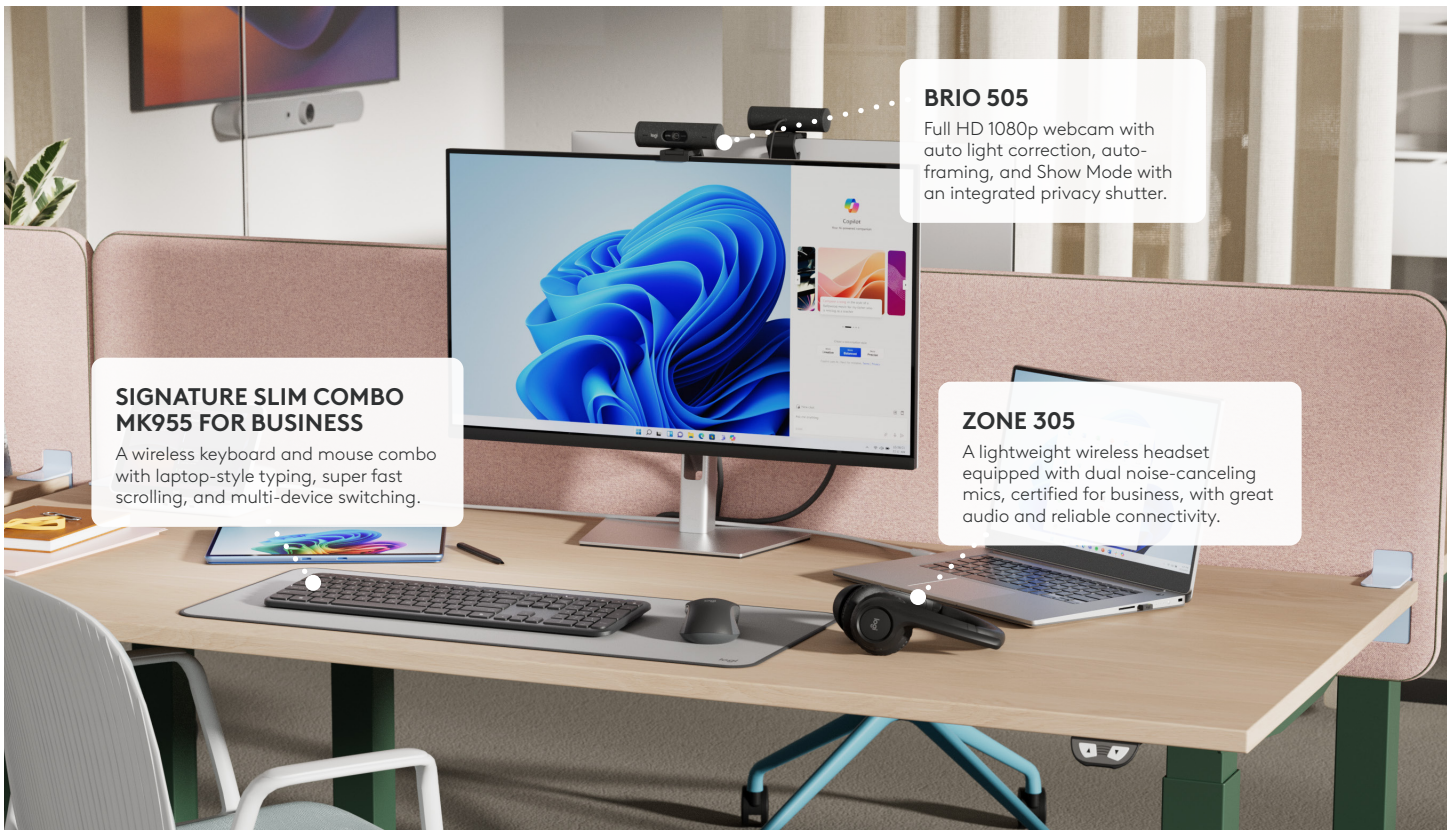 BRIO 505
Full HD 1080p webcam with
auto light correction, auto-
framing, and Show Mode with
an integrated privacy shutter.
logi
Copilot
SIGNATURE SLIM COMBO
MK955 FOR BUSINESS
A wireless keyboard and mouse combo
with laptop-style typing, super fast
scrolling, and multi-device switching.
ZONE 305
A lightweight wireless headset
equipped with dual noise-canceling
mics, certified for business, with great
audio and reliable connectivity.
logi
logi